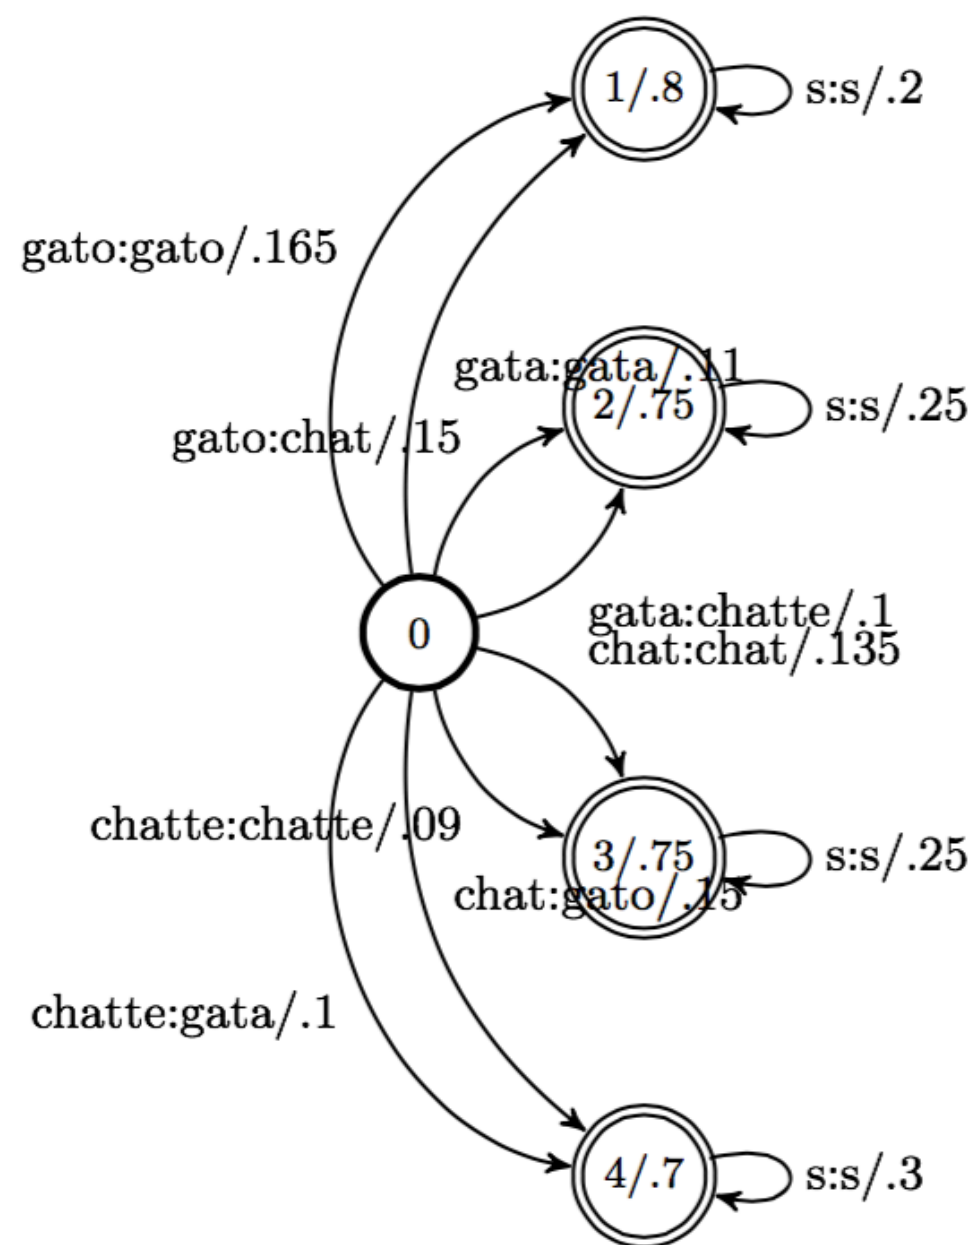 1/.8
s:s/.2
gato:gato/.165
gata:gata/.11
2/.75
s:s/.25
gato:chat/.15
gata:chatte/.1
0
chat:chat/.135
chatte:chatte/.09
3/.75
s:s/.25
chat:gato/.15
chatte:gata/.1
4/.7
s:s/.3